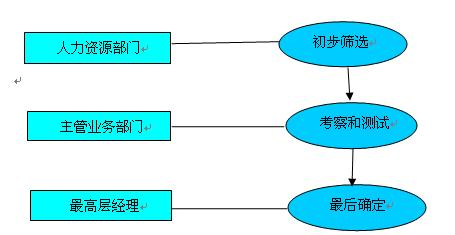 人力资源部门
初步筛选
主管业务部门
考察和测试
最高层经理
最后确定